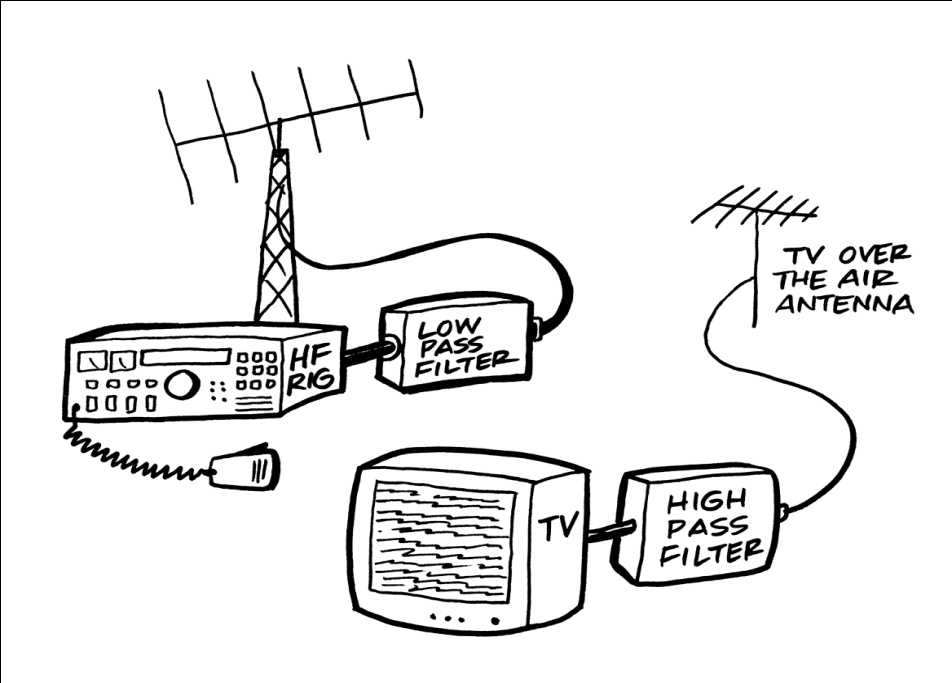 HF
RIG
LOW
PASS
FILTER
TV OVER
THE AIR
ANTENNA
TV
HIGH
PASS
FILTER